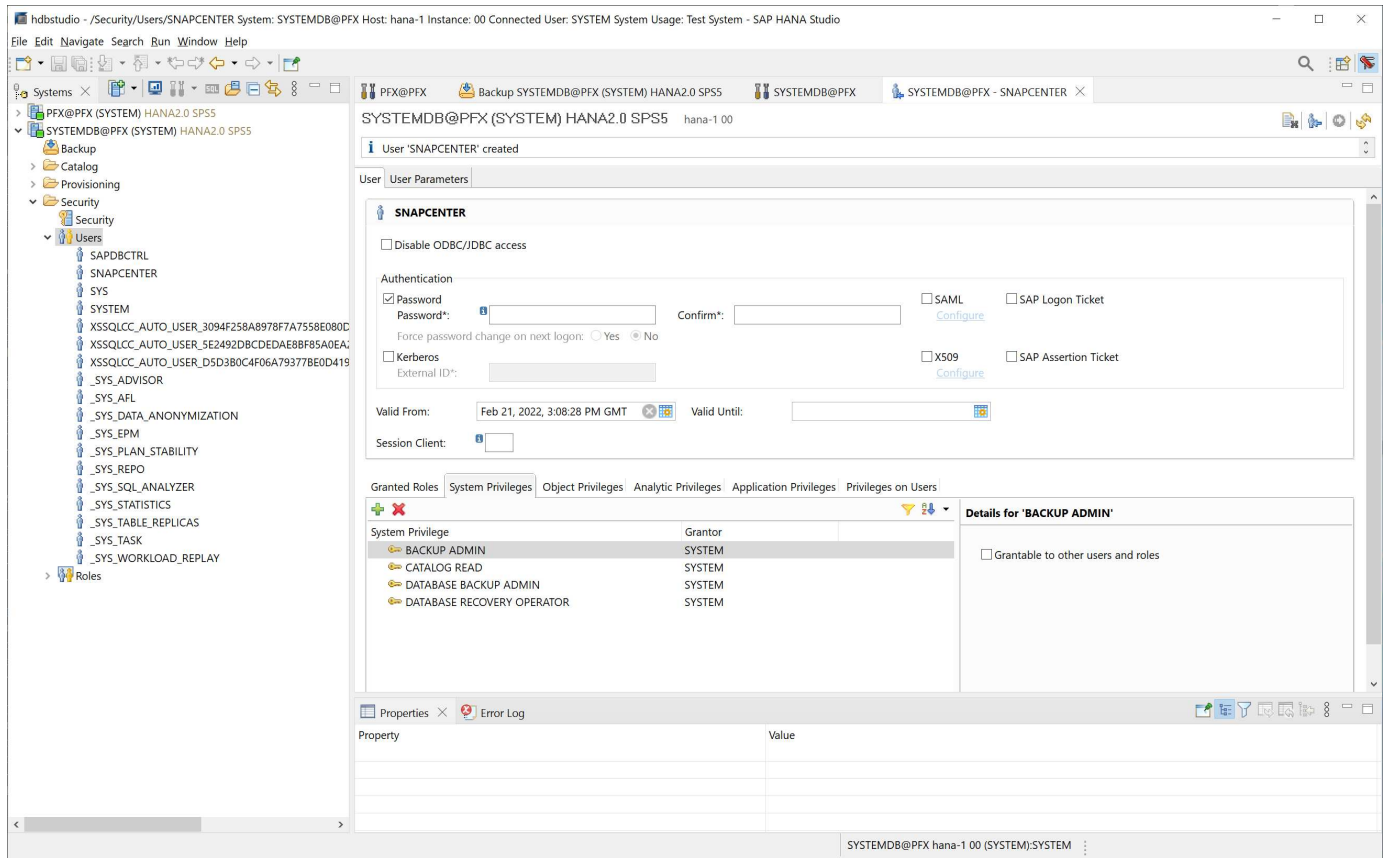 hdbstudio - /Security/Users/SNAPCENTER System: SYSTEMDB@PFX Host: hana-1 Instance: 00 Connected User: SYSTEM System Usage: Test System - SAP HANA Studio
File Edit Navigate Search Run Window Help
Systems
SQL
PFX@PFX (SYSTEM) HANA2.0 SPS5
SYSTEMDB@PFX (SYSTEM) HANA2.0 SPS5
Backup
Catalog
Provisioning
Security
Security
Users
SAPDBCTRL
SNAPCENTER
SYS
SYSTEM
XSSQLCC_AUTO_USER_3094F258A8978F7A7558E080D
XSSQLCC_AUTO_USER_5E2492DBCDEDAE8BF85A0EA2
XSSQLCC_AUTO_USER_D5D3B0C4F06A79377BE0D419
_SYS_ADVISOR
_SYS_AFL
_SYS_DATA_ANONYMIZATION
_SYS_EPM
_SYS_PLAN_STABILITY
_SYS_REPO
_SYS_SQL_ANALYZER
_SYS_STATISTICS
_SYS_TABLE_REPLICAS
_SYS_TASK
_SYS_WORKLOAD_REPLAY
Roles
PFX@PFX Backup SYSTEMDB@PFX (SYSTEM) HANA2.0 SPS5 SYSTEMDB@PFX SYSTEMDB@PFX - SNAPCENTER
SYSTEMDB@PFX (SYSTEM) HANA2.0 SPS5 hana-1 00
User 'SNAPCENTER' created
User User Parameters
SNAPCENTER
Disable ODBC/JDBC access
Authentication
Password SAML SAP Logon Ticket
Password*: Confirm*: Configure
Force password change on next logon: Yes No
Kerberos X509 SAP Assertion Ticket
External ID*: Configure
Valid From: Feb 21, 2022, 3:08:28 PM GMT Valid Until:
Session Client:
Granted Roles System Privileges Object Privileges Analytic Privileges Application Privileges Privileges on Users
Details for 'BACKUP ADMIN'
System Privilege Grantor
BACKUP ADMIN SYSTEM
Grantable to other users and roles
CATALOG READ SYSTEM
DATABASE BACKUP ADMIN SYSTEM
DATABASE RECOVERY OPERATOR SYSTEM
Properties Error Log
Property Value
SYSTEMDB@PFX hana-1 00 (SYSTEM):SYSTEM